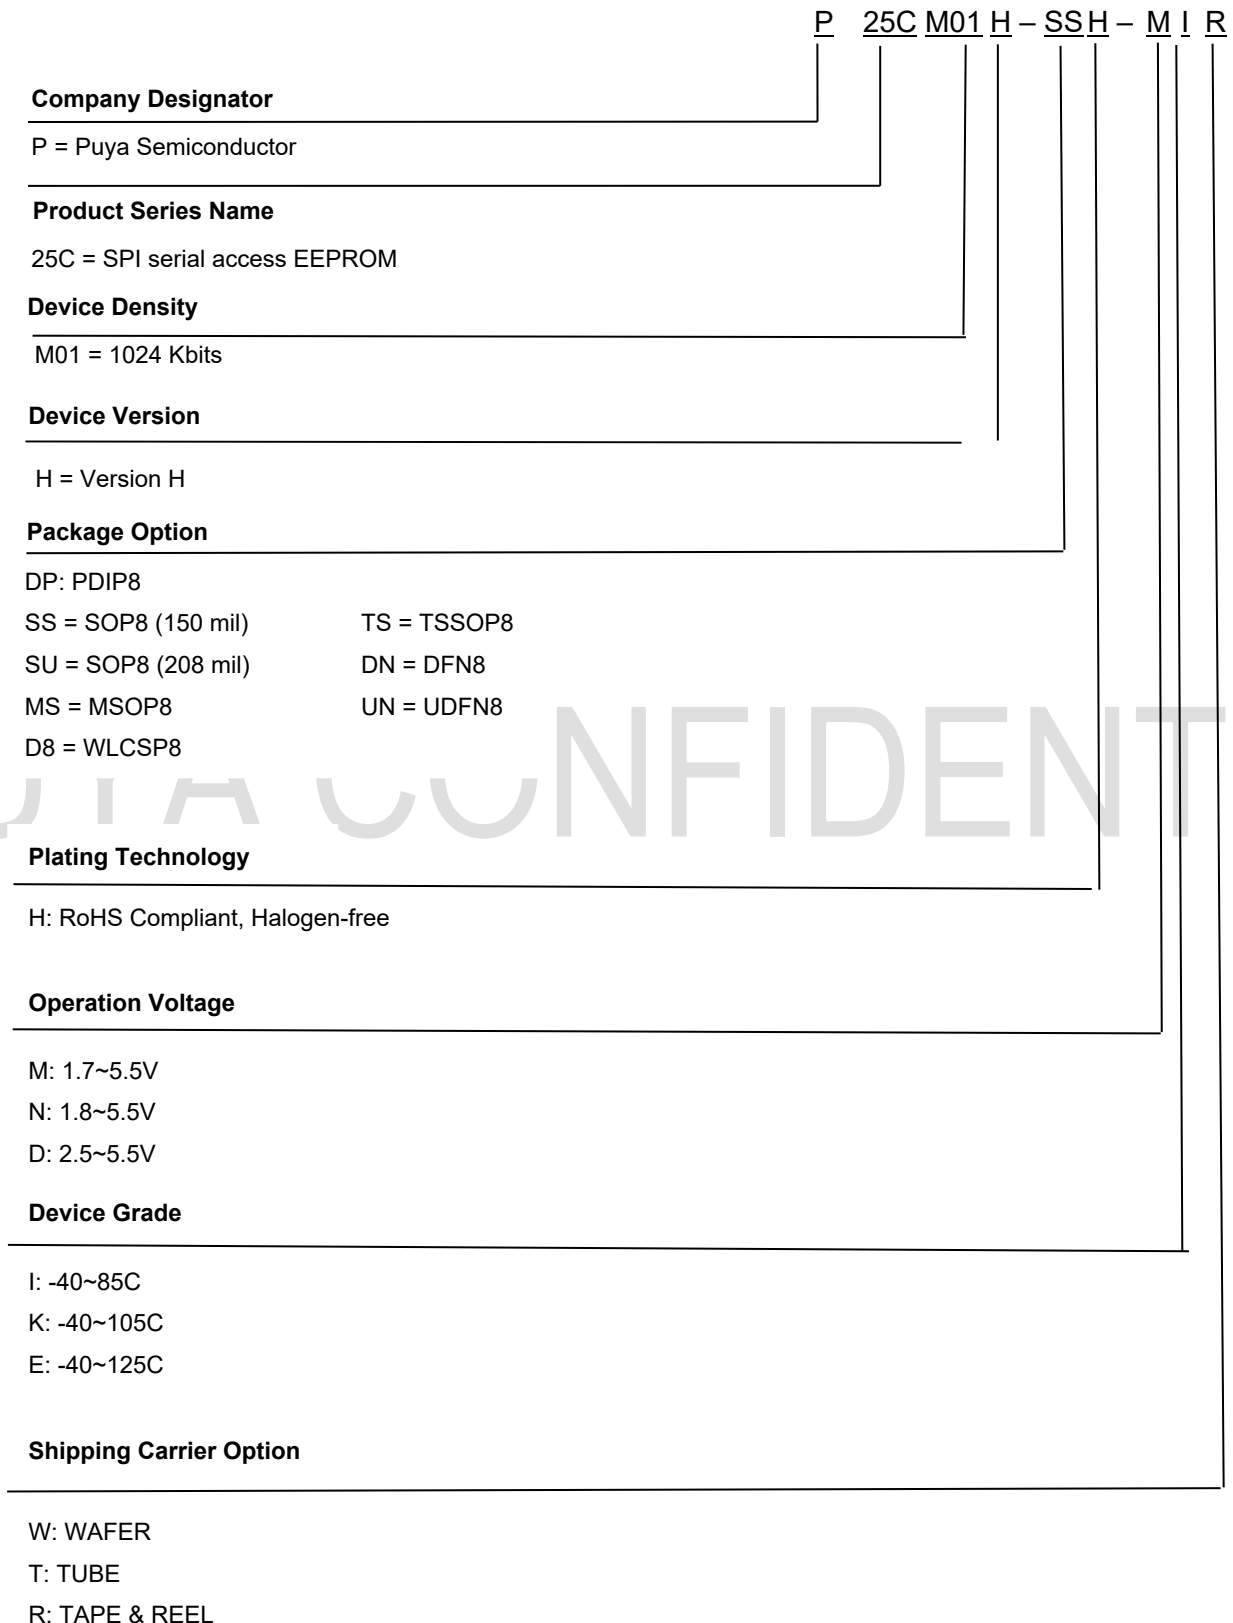 P 25C M01 H – SS H – M I R
Company Designator
P = Puya Semiconductor
Product Series Name
25C = SPI serial access EEPROM
Device Density
M01 = 1024 Kbits
Device Version
H = Version H
Package Option
DP: PDIP8
SS = SOP8 (150 mil) TS = TSSOP8
SU = SOP8 (208 mil) DN = DFN8
MS = MSOP8 UN = UDFN8
D8 = WLCSP8
CONFIDENT
Plating Technology
H: RoHS Compliant, Halogen-free
Operation Voltage
M: 1.7~5.5V
N: 1.8~5.5V
D: 2.5~5.5V
Device Grade
I: -40~85C
K: -40~105C
E: -40~125C
Shipping Carrier Option
W: WAFER
T: TUBE
R: TAPE & REEL